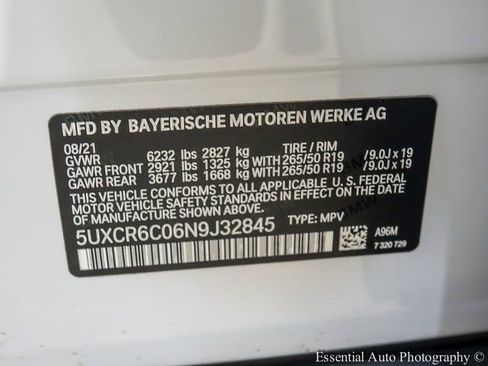 MFD BY BAYERISCHE MOTOREN WERKE AG
08/21 TIRE / RIM
GVWR 6232 lbs 2827 kg
GAWR FRONT 2921 lbs 1325 kg WITH 265/50 R19 / 9.0J x 19
GAWR REAR 3677 lbs 1668 kg WITH 265/50 R19 / 9.0J x 19
THIS VEHICLE CONFORMS TO ALL APPLICABLE U.S. FEDERAL
MOTOR VEHICLE SAFETY STANDARDS IN EFFECT ON THE DATE
OF MANUFACTURE SHOWN ABOVE.
5UXCR6C06N9J32845 TYPE: MPV
A96M
7 320 729
Essential Auto Photography (c)